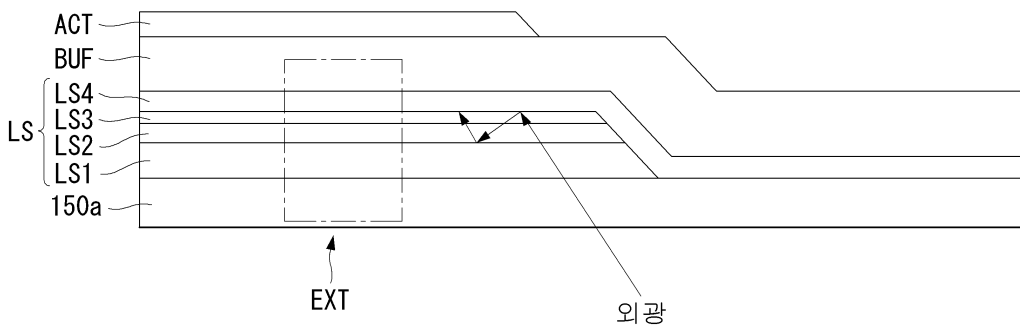 ACT
BUF
LS4
LS3
LS
LS2
LS1
150a
EXT
외광